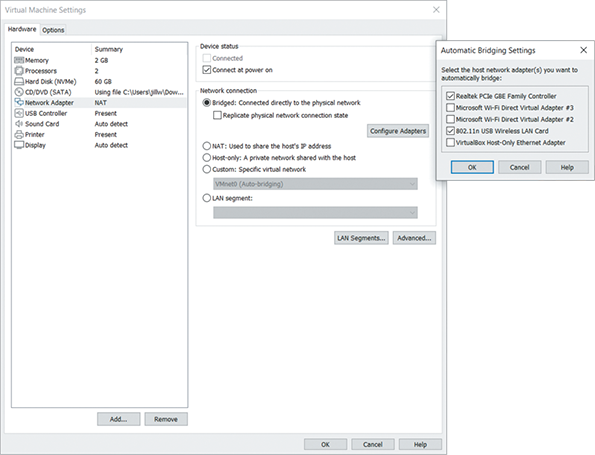 Virtual Machine Settings
Hardware Options
Device Summary
Memory 2 GB
Processors 2
Hard Disk (NVMe) 60 GB
CD/DVD (SATA) Using file C:\Users\jillw\Dow...
Network Adapter NAT
USB Controller Present
Sound Card Auto detect
Printer Present
Display Auto detect
Add... Remove
Device status
Connected
Connect at power on
Network connection
Bridged: Connected directly to the physical network
Replicate physical network connection state
Configure Adapters
NAT: Used to share the host's IP address
Host-only: A private network shared with the host
Custom: Specific virtual network
VMnet0 (Auto-bridging)
LAN segment:
LAN Segments... Advanced...
OK Cancel Help
Automatic Bridging Settings
Select the host network adapter(s) you want to
automatically bridge:
Realtek PCIe GBE Family Controller
Microsoft Wi-Fi Direct Virtual Adapter #3
Microsoft Wi-Fi Direct Virtual Adapter #2
802.11n USB Wireless LAN Card
VirtualBox Host-Only Ethernet Adapter
OK Cancel Help